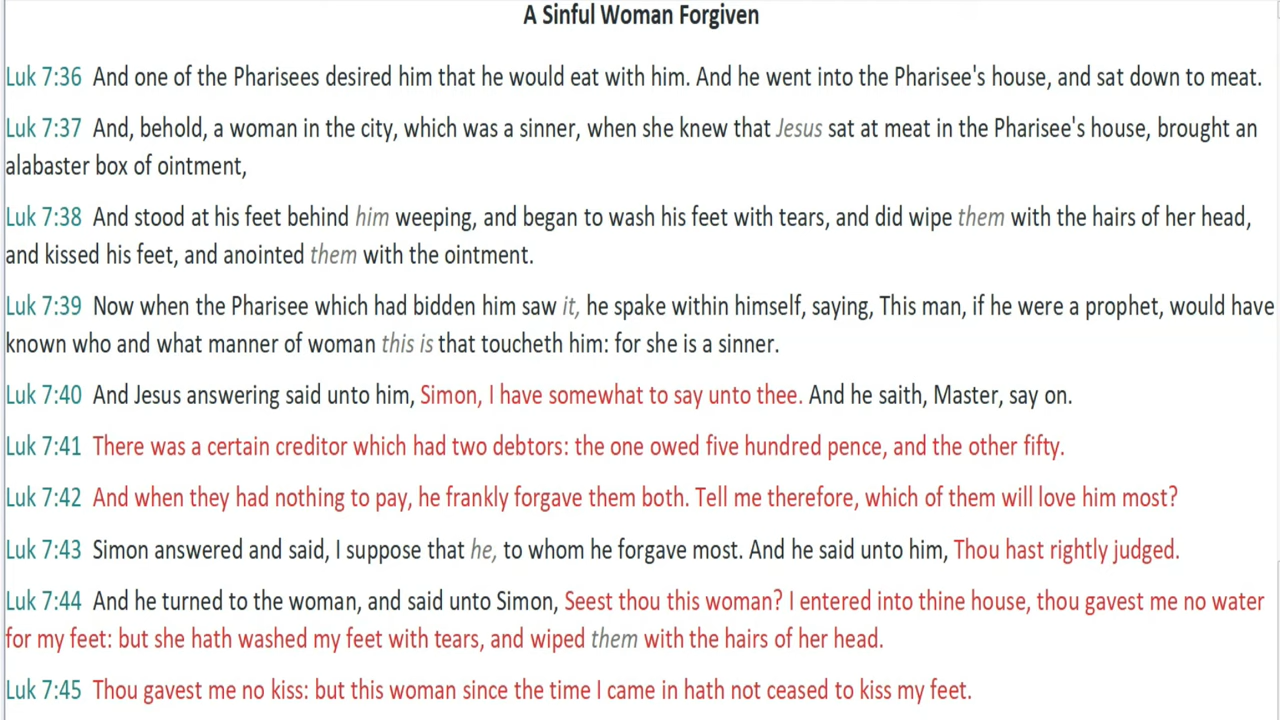 A Sinful Woman Forgiven
Luk 7:36 And one of the Pharisees desired him that he would eat with him. And he went into the Pharisee's house, and sat down to meat.
Luk 7:37 And, behold, a woman in the city, which was a sinner, when she knew that Jesus sat at meat in the Pharisee's house, brought an
alabaster box of ointment,
Luk 7:38 And stood at his feet behind him weeping, and began to wash his feet with tears, and did wipe them with the hairs of her head,
and kissed his feet, and anointed them with the ointment.
Luk 7:39 Now when the Pharisee which had bidden him saw it, he spake within himself, saying, This man, if he were a prophet, would have
known who and what manner of woman this is that toucheth him: for she is a sinner.
Luk 7:40 And Jesus answering said unto him, Simon, I have somewhat to say unto thee. And he saith, Master, say on.
Luk 7:41 There was a certain creditor which had two debtors: the one owed five hundred pence, and the other fifty.
Luk 7:42 And when they had nothing to pay, he frankly forgave them both. Tell me therefore, which of them will love him most?
Luk 7:43 Simon answered and said, I suppose that he, to whom he forgave most. And he said unto him, Thou hast rightly judged.
Luk 7:44 And he turned to the woman, and said unto Simon, Seest thou this woman? I entered into thine house, thou gavest me no water
for my feet: but she hath washed my feet with tears, and wiped them with the hairs of her head.
Luk 7:45 Thou gavest me no kiss: but this woman since the time I came in hath not ceased to kiss my feet.